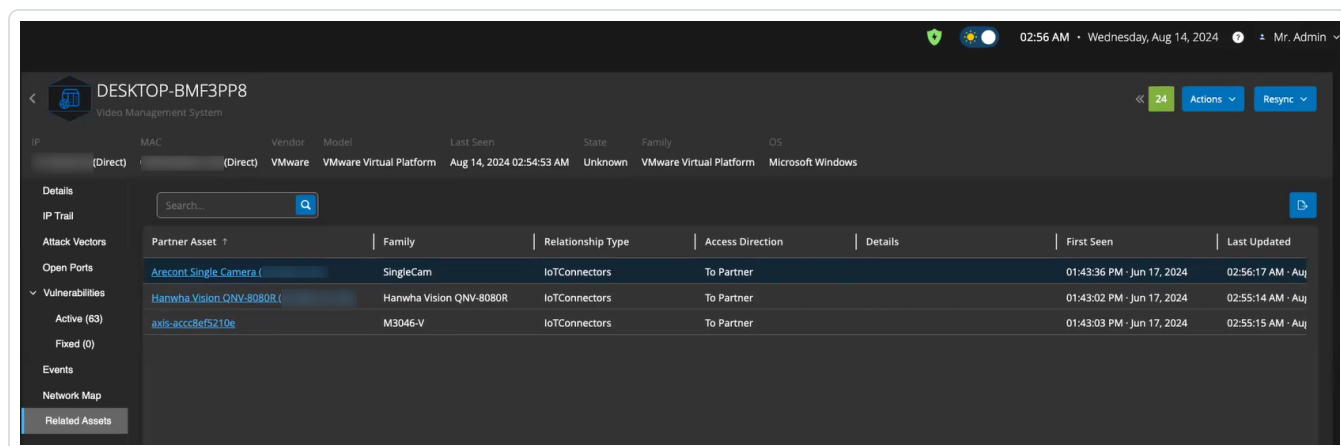 02:56 AM · Wednesday, Aug 14, 2024 ? Mr. Admin
DESKTOP-BMF3PP8
Video Management System
24 Actions Resync
IP MAC Vendor Model Last Seen State Family OS
(Direct) (Direct) VMware VMware Virtual Platform Aug 14, 2024 02:54:53 AM Unknown VMware Virtual Platform Microsoft Windows
Details
IP Trail
Attack Vectors
Open Ports
Vulnerabilities
Active (63)
Fixed (0)
Events
Network Map
Related Assets
Search...
Partner Asset ↑ Family Relationship Type Access Direction Details First Seen Last Updated
Arecont Single Camera ( SingleCam IoTConnectors To Partner 01:43:36 PM · Jun 17, 2024 02:56:17 AM ·
Hanwha Vision QNV-8080R ( Hanwha Vision QNV-8080R IoTConnectors To Partner 01:43:02 PM · Jun 17, 2024 02:55:14 AM ·
axis-accc8ef5210e M3046-V IoTConnectors To Partner 01:43:03 PM · Jun 17, 2024 02:55:15 AM ·